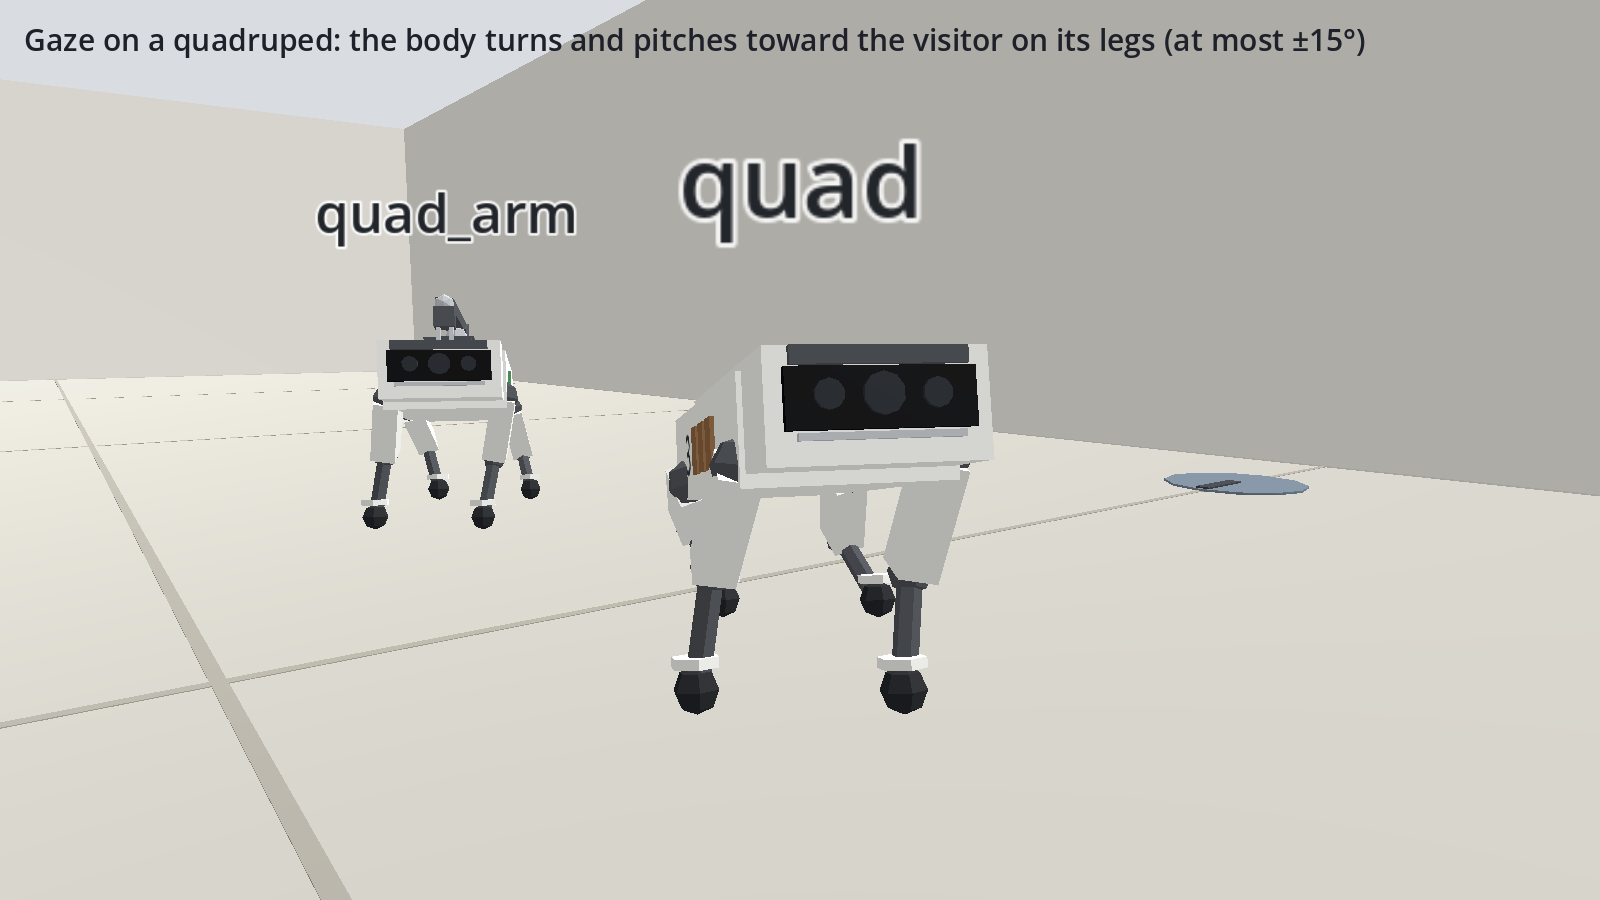 Gaze on a quadruped: the body turns and pitches toward the visitor on its legs (at most ±15°)
quad
quad_arm